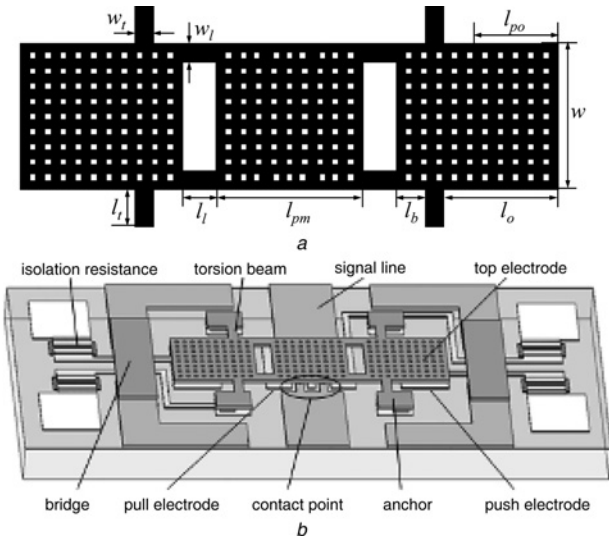 w_t w_l l_po
w
l_t l_l l_pm l_b l_o
a
isolation resistance torsion beam signal line top electrode
bridge pull electrode contact point anchor push electrode
b